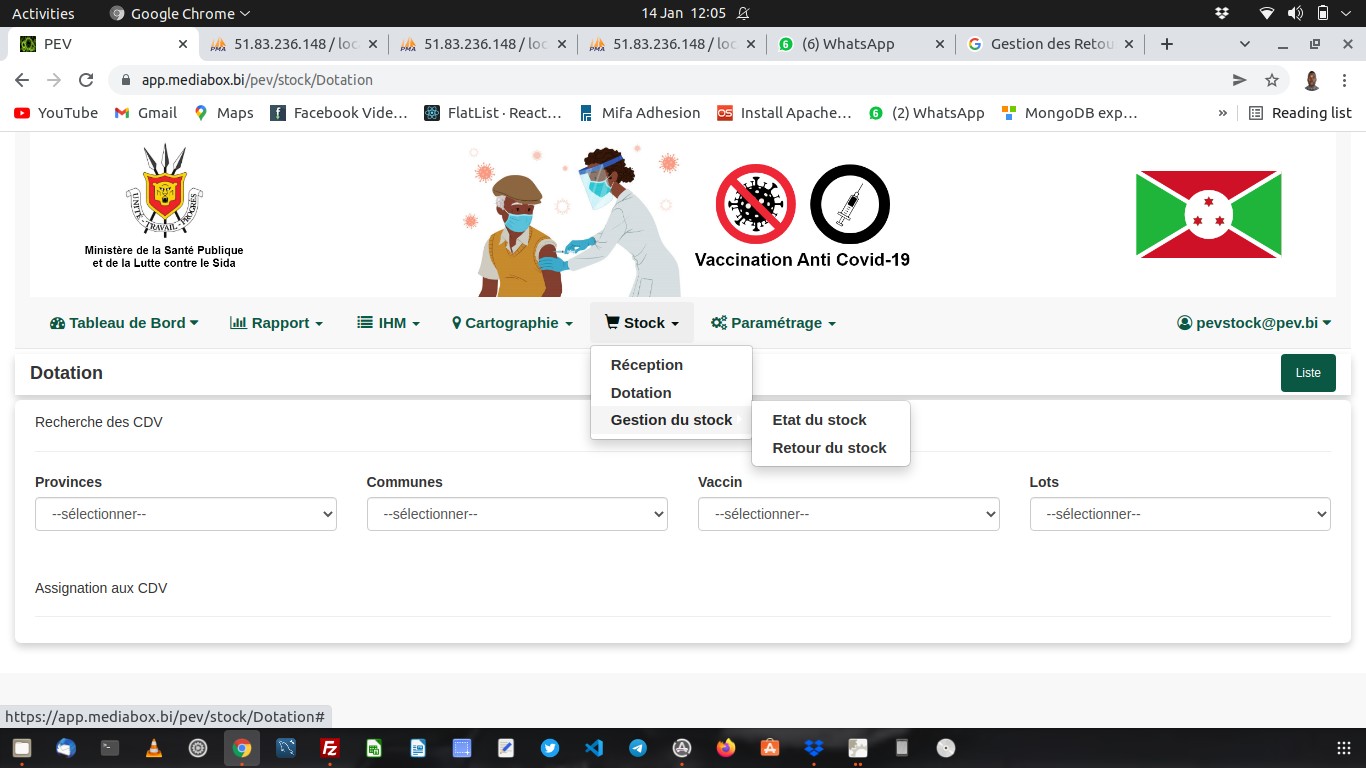 Activities
Google Chrome
14 Jan 12:05
PEV
51.83.236.148 / loc
51.83.236.148 / loc
51.83.236.148 / loc
(6) WhatsApp
Gestion des Retou
app.mediabox.bi/pev/stock/Dotation
YouTube
Gmail
Maps
Facebook Vide…
FlatList · React…
Mifa Adhesion
Install Apache…
(2) WhatsApp
MongoDB exp…
»
Reading list
UNITE TRAVAIL PROGRES
Ministère de la Santé Publique
et de la Lutte contre le Sida
Vaccination Anti Covid-19
Tableau de Bord
Rapport
IHM
Cartographie
Stock
Paramétrage
pevstock@pev.bi
Réception
Dotation
Gestion du stock
Etat du stock
Retour du stock
Dotation
Liste
Recherche des CDV
Provinces
Communes
Vaccin
Lots
--sélectionner--
--sélectionner--
--sélectionner--
--sélectionner--
Assignation aux CDV
https://app.mediabox.bi/pev/stock/Dotation#